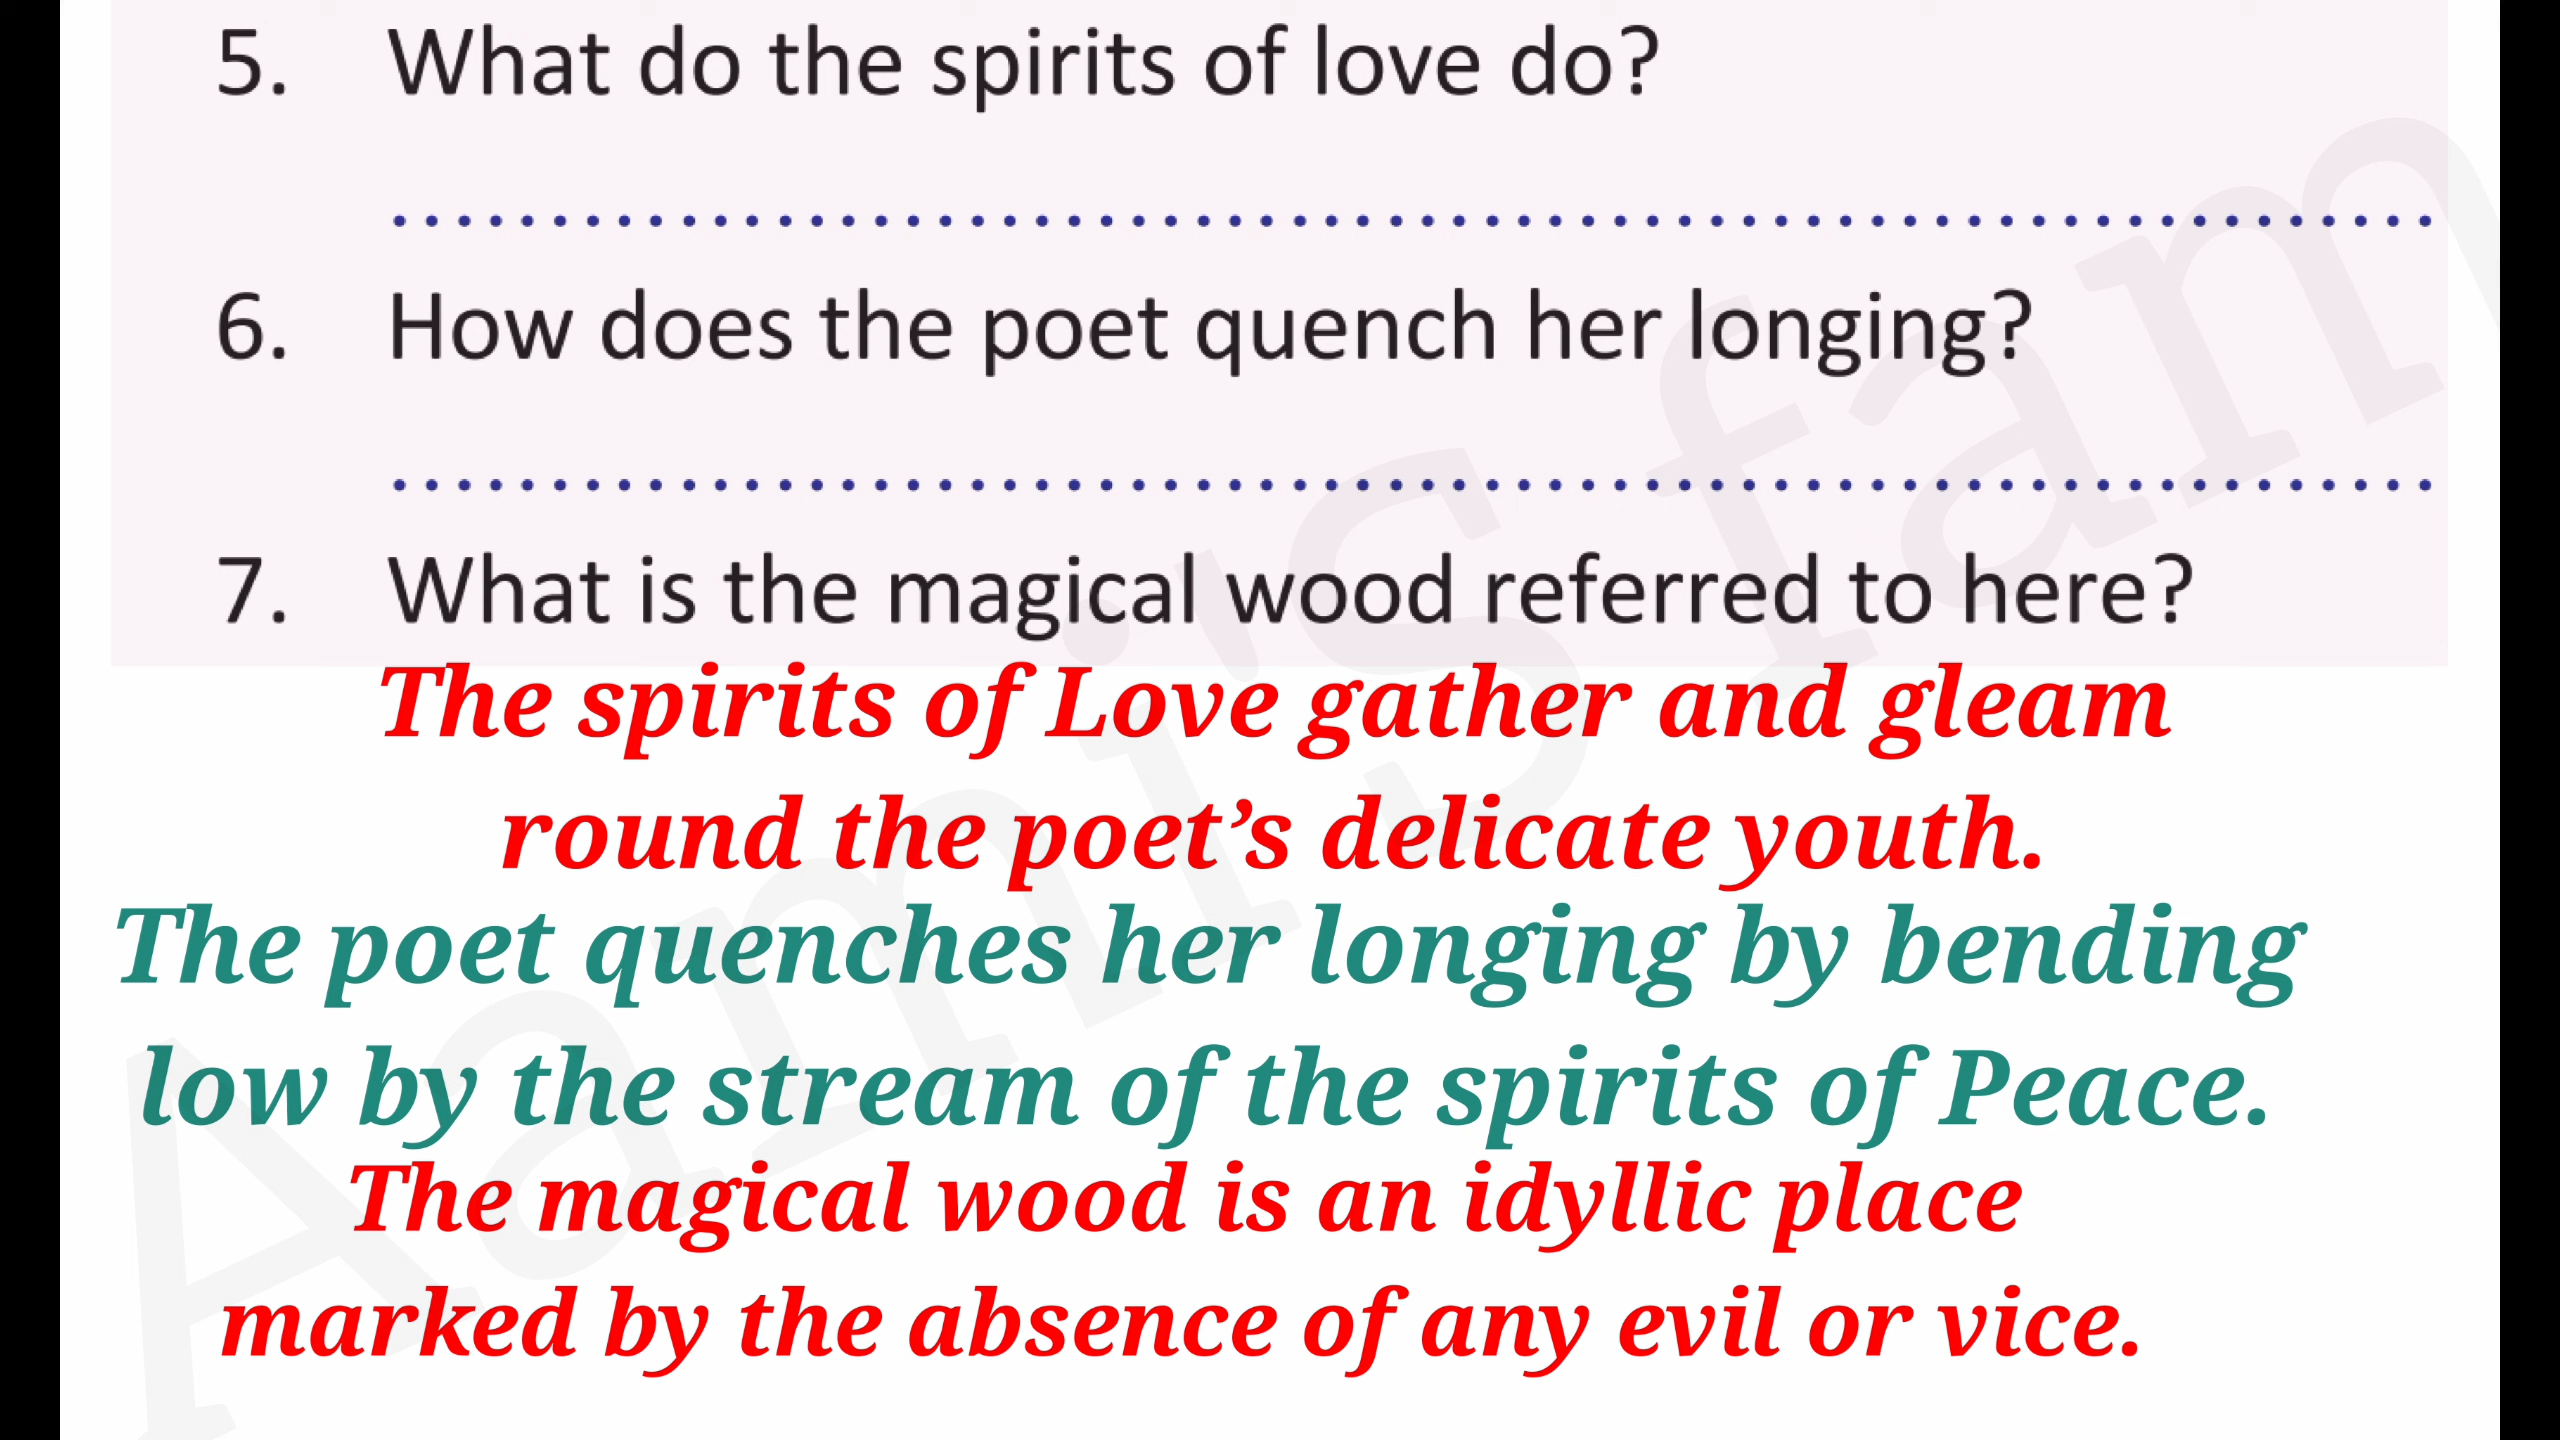 5. What do the spirits of love do?
6. How does the poet quench her longing?
7. What is the magical wood referred to here?
The spirits of Love gather and gleam
round the poet’s delicate youth.
The poet quenches her longing by bending
low by the stream of the spirits of Peace.
The magical wood is an idyllic place
marked by the absence of any evil or vice.
Aami's fam